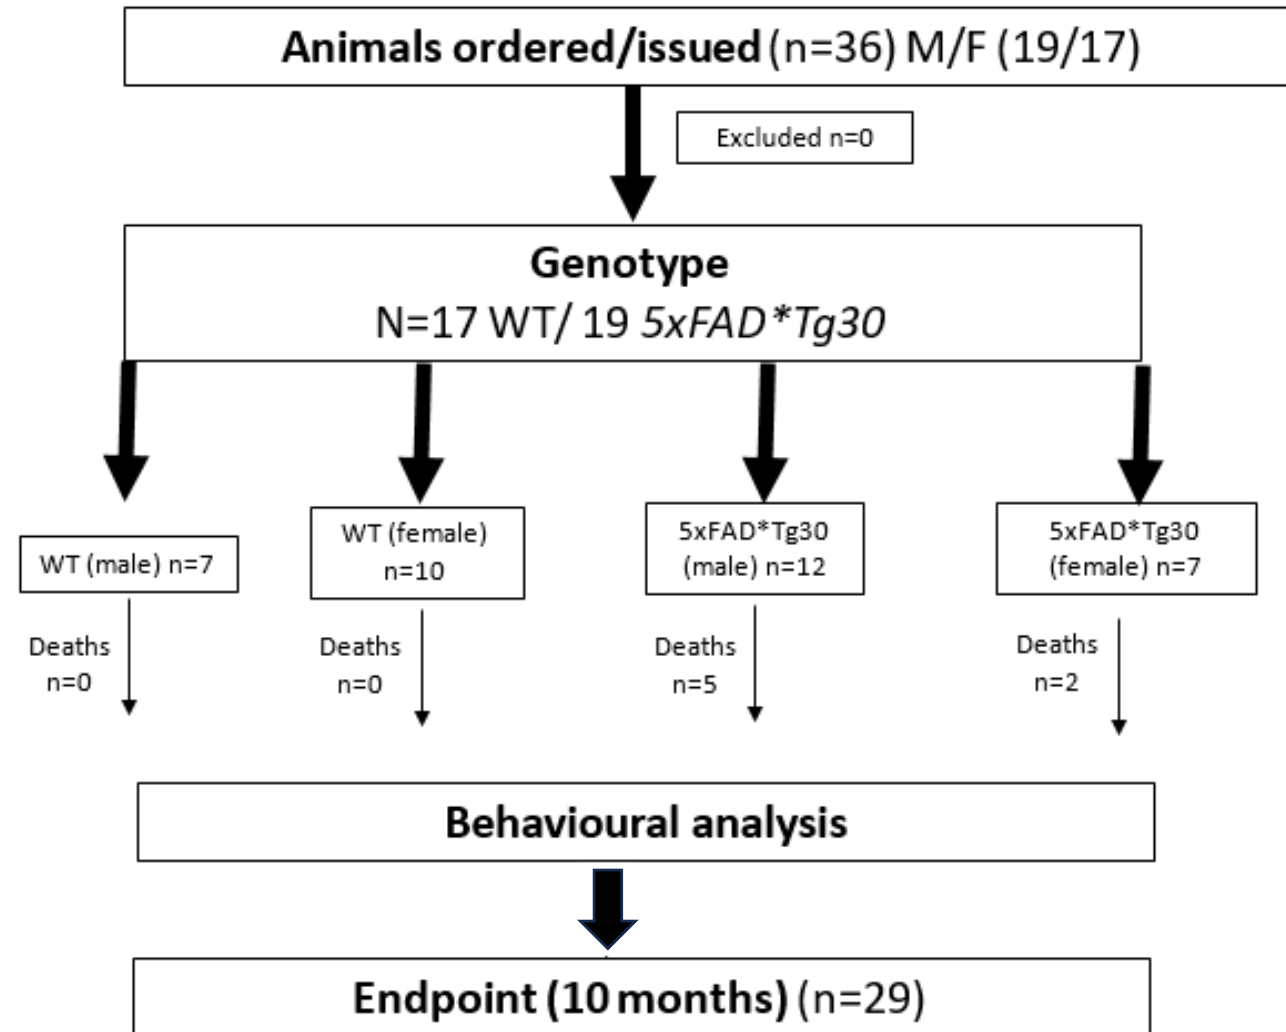 Animals ordered/issued (n=36) M/F (19/17)
Excluded n=0
Genotype
N=17 WT/ 19 5xFAD*Tg30
WT (male) n=7
WT (female)
n=10
5xFAD*Tg30
(male) n=12
5xFAD*Tg30
(female) n=7
Deaths
n=0
Deaths
n=0
Deaths
n=5
Deaths
n=2
Behavioural analysis
Endpoint (10 months) (n=29)